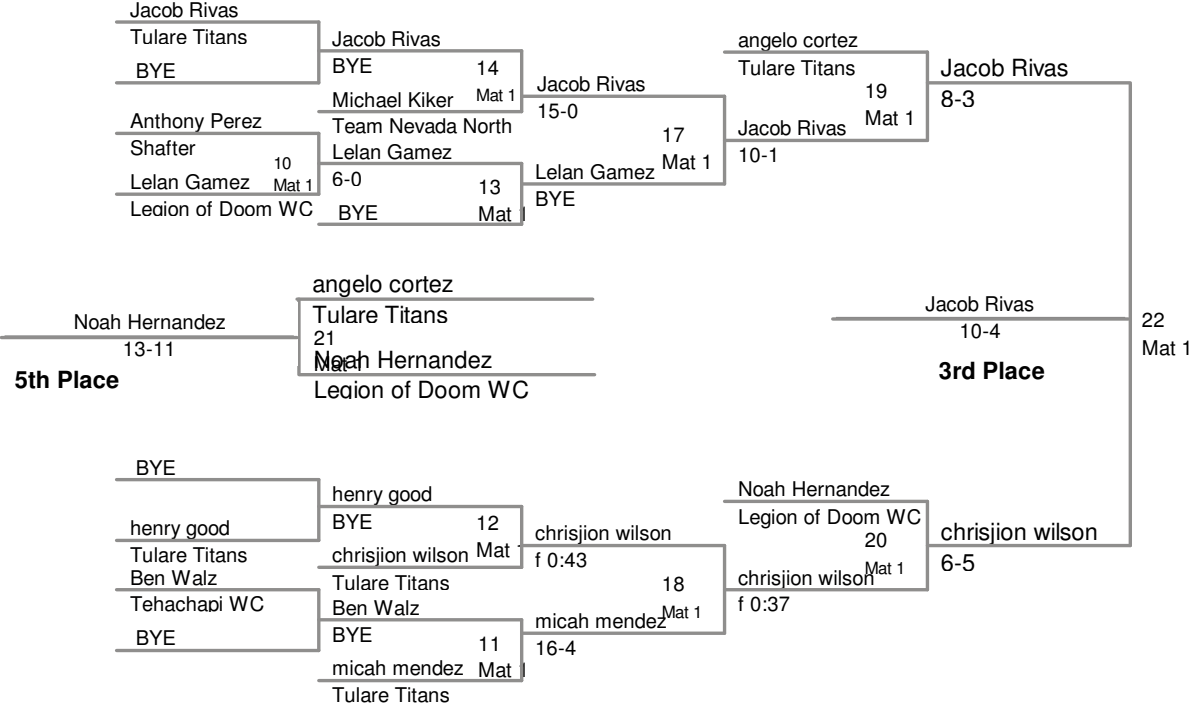 Jacob Rivas
Tulare Titans
BYE
Anthony Perez
Shafter
10
Mat 1
Lelan Gamez
Legion of Doom WC
Jacob Rivas
BYE
14
Mat 1
Michael Kiker
Team Nevada North
Lelan Gamez
6-0
13
Mat 1
BYE
Jacob Rivas
15-0
17
Mat 1
Lelan Gamez
BYE
angelo cortez
Tulare Titans
19
Mat 1
Jacob Rivas
10-1
Jacob Rivas
8-3
angelo cortez
Tulare Titans
21
Mat 1
Noah Hernandez
Legion of Doom WC
Noah Hernandez
13-11
5th Place
Jacob Rivas
10-4
3rd Place
22
Mat 1
BYE
henry good
Tulare Titans
Ben Walz
Tehachapi WC
BYE
henry good
BYE
12
Mat 1
chrisjion wilson
Tulare Titans
Ben Walz
BYE
11
Mat 1
micah mendez
Tulare Titans
chrisjion wilson
f 0:43
18
Mat 1
micah mendez
16-4
Noah Hernandez
Legion of Doom WC
20
Mat 1
chrisjion wilson
f 0:37
chrisjion wilson
6-5